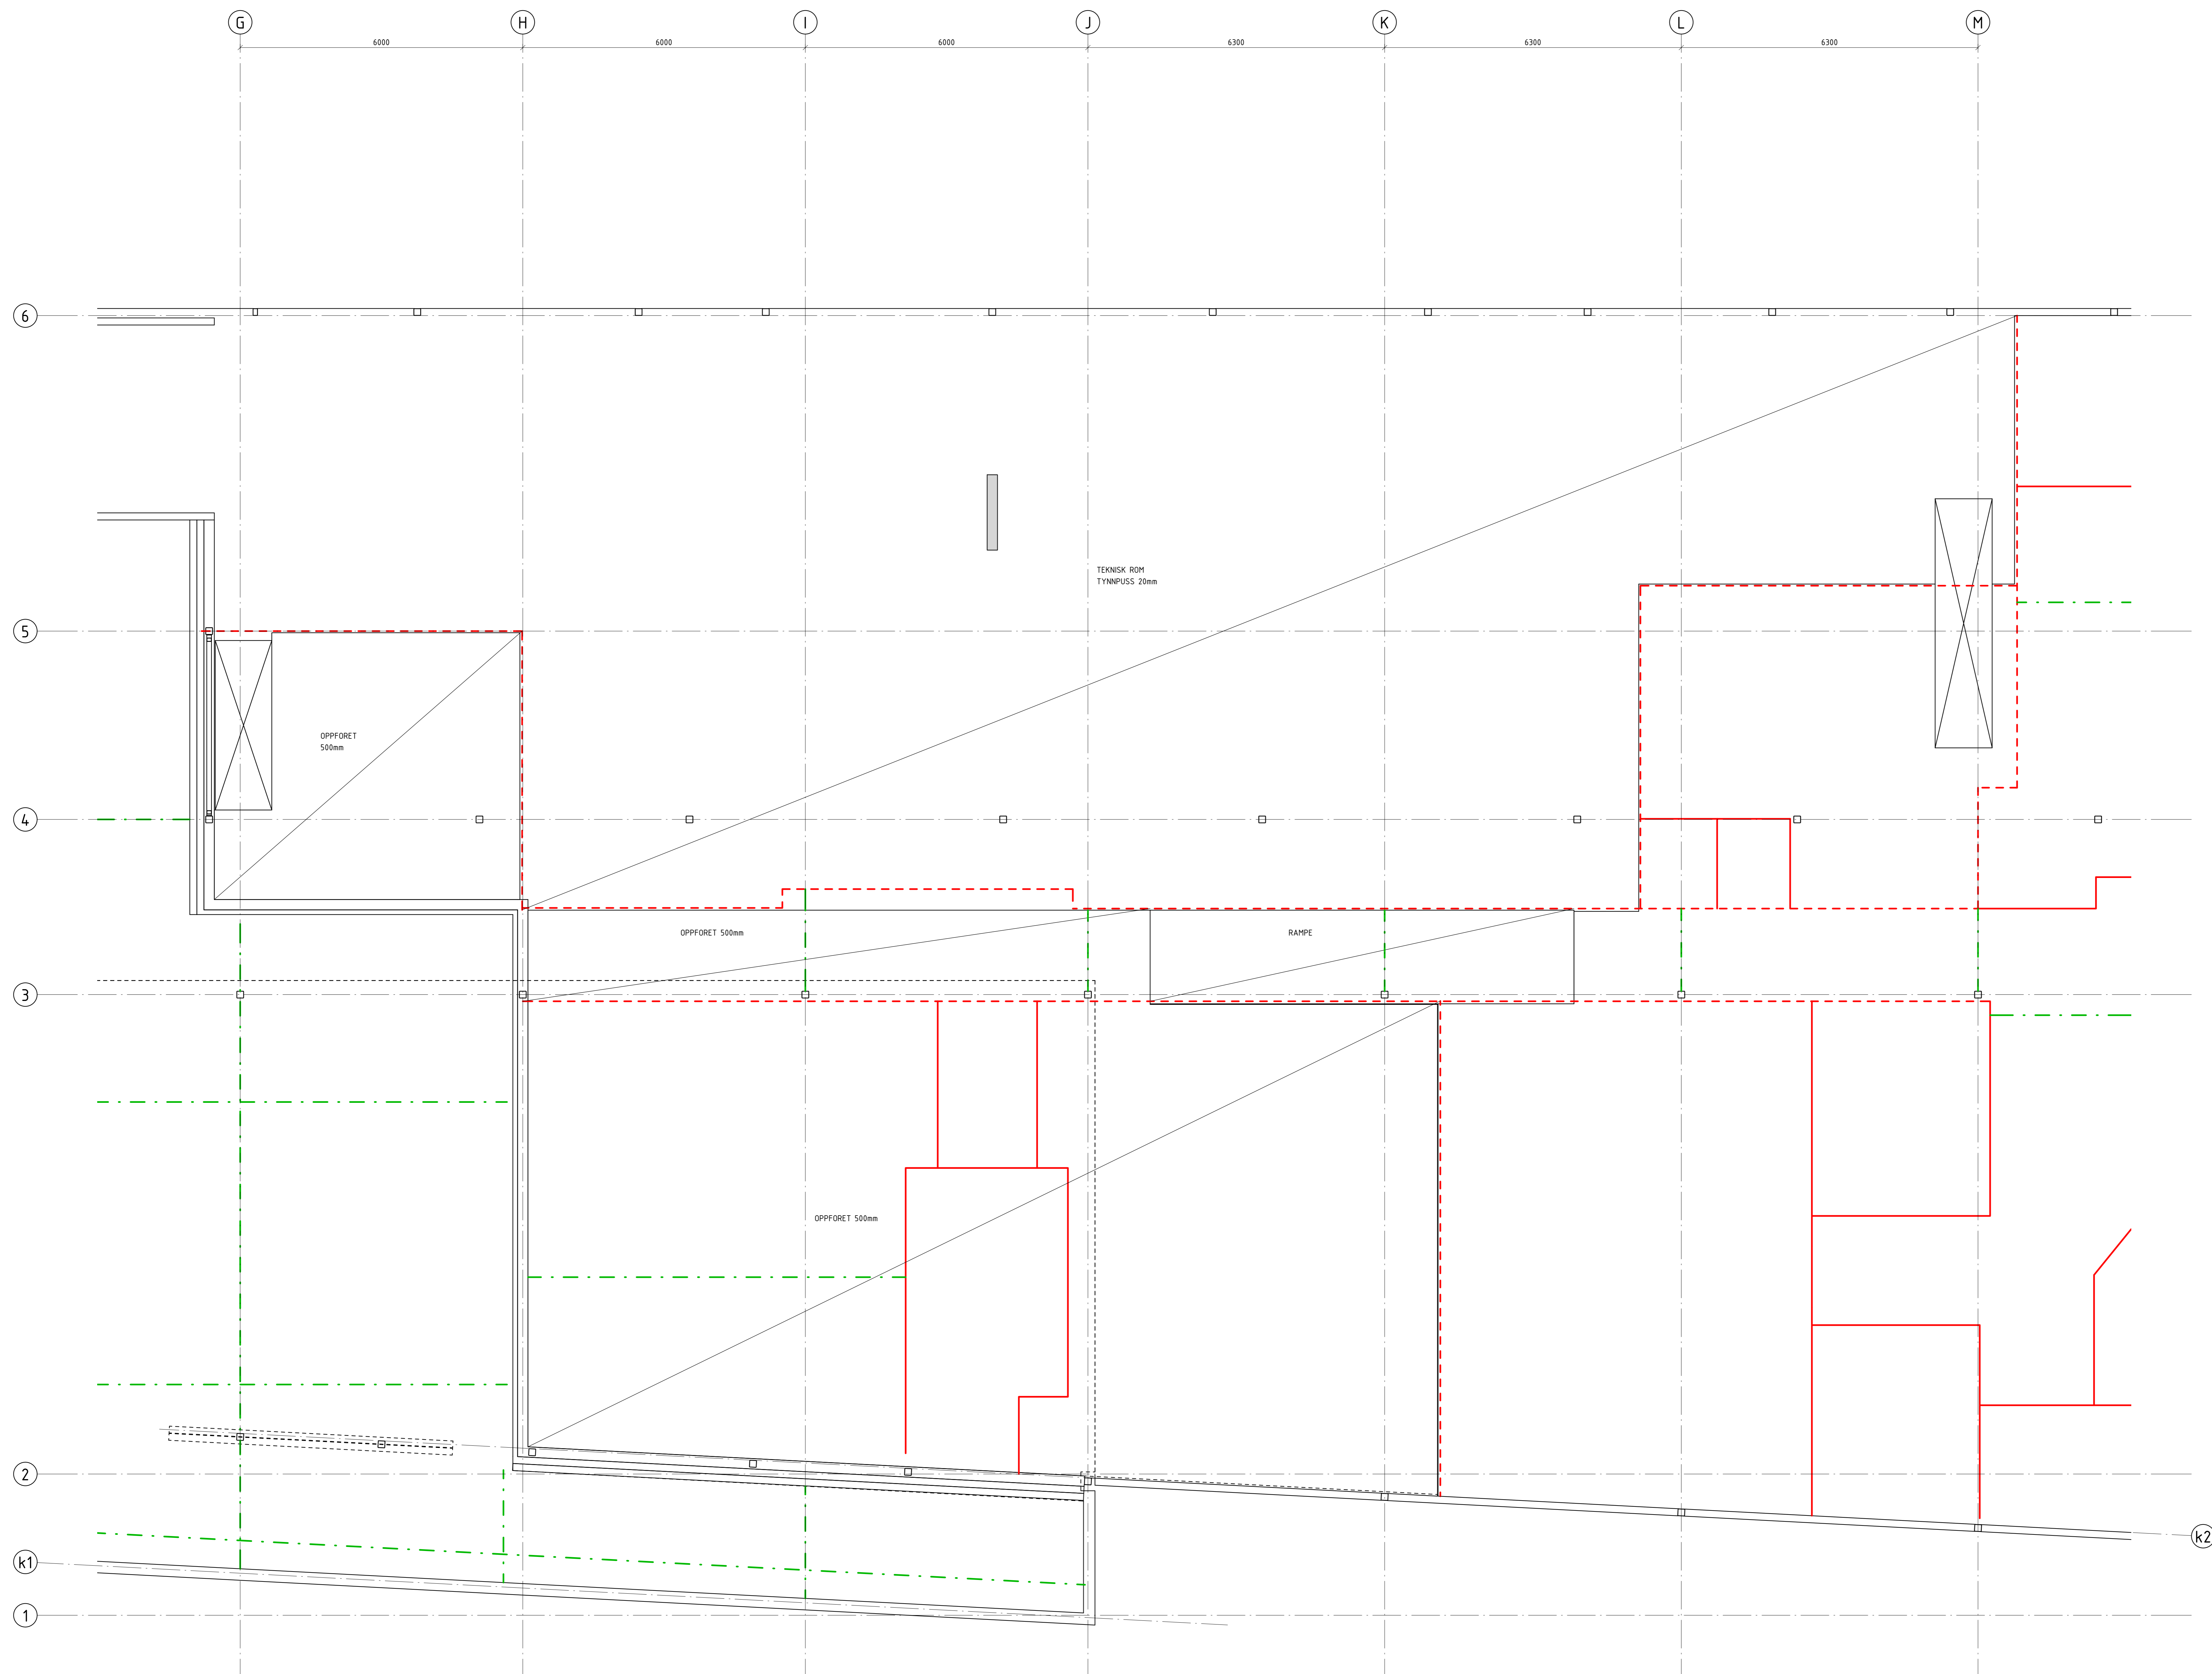 G H I J K L M
6000 6000 6000 6300 6300 6300
6
TEKNISK ROM
TYNNPUSS 20mm
5
OPPFORET
500mm
4
OPPFORET 500mm
RAMPE
3
OPPFORET 500mm
2
k2
k1
1